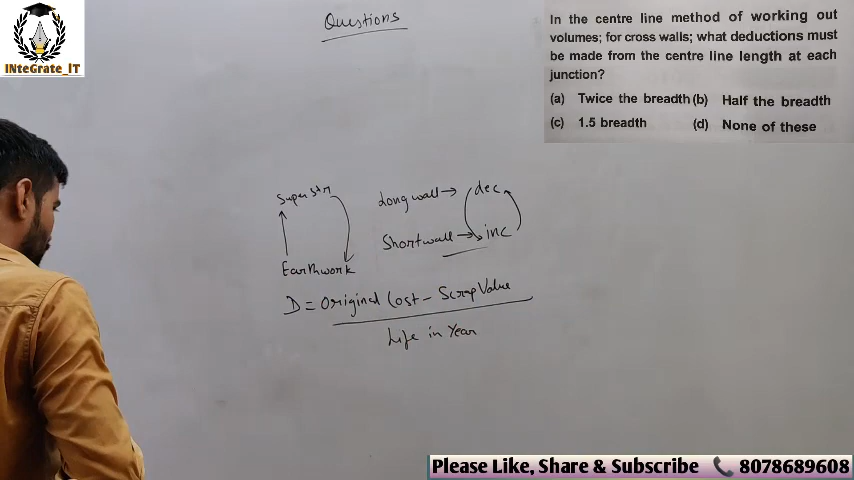 INteGrate_IT
Questions
In the centre line method of working out
volumes; for cross walls; what deductions must
be made from the centre line length at each
junction?
(a) Twice the breadth (b) Half the breadth
(c) 1.5 breadth (d) None of these
Superstr
Long wall → dec
Short wall → inc
Earthwork
D = Original Cost - Scrap Value
Life in Year
Please Like, Share & Subscribe 8078689608